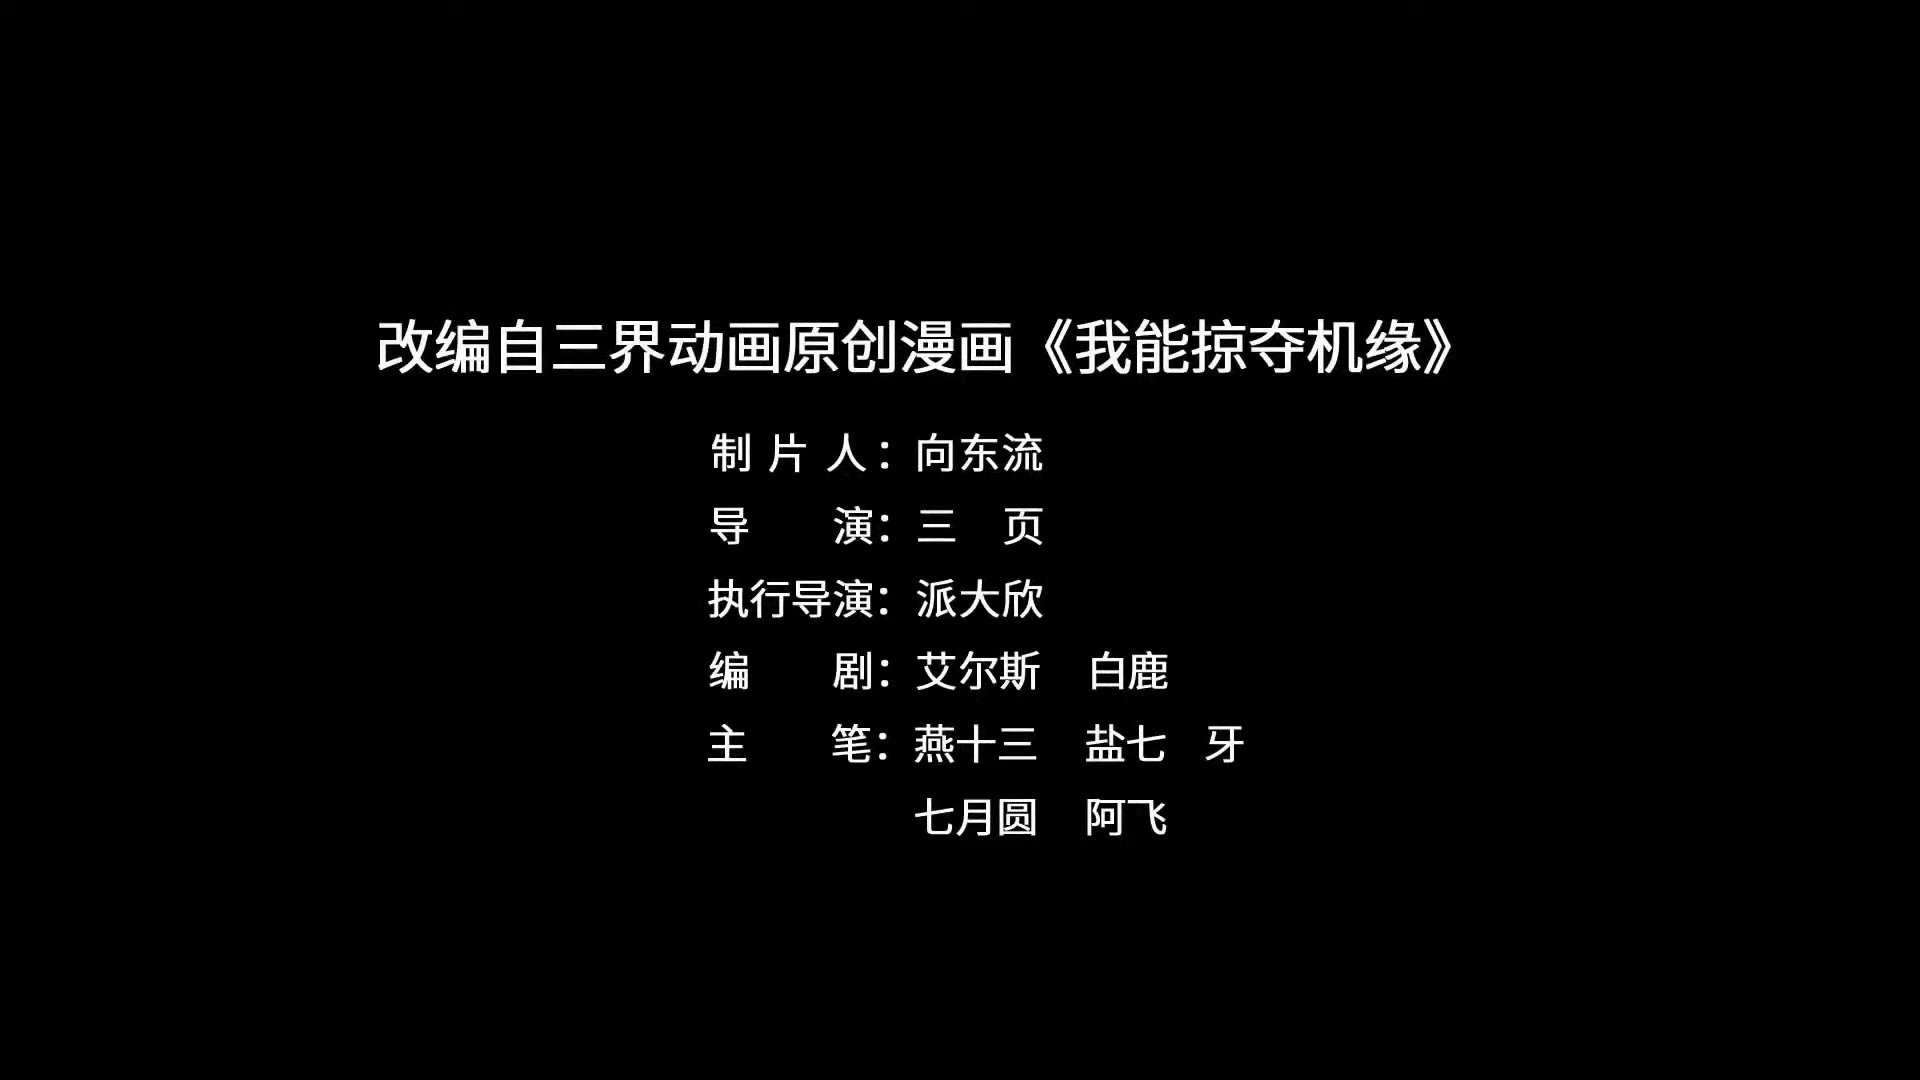 改编自三界动画原创漫画《我能掠夺机缘》
制片人：向东流
导演：三页
执行导演：派大欣
编剧：艾尔斯 白鹿
主笔：燕十三 盐七 牙
七月圆 阿飞